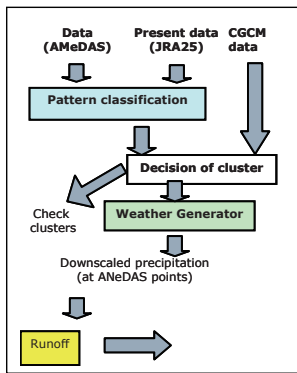 Data
(AMeDAS)
Present data
(JRA25)
CGCM
data
Pattern classification
Decision of cluster
Check
clusters
Weather Generator
Downscaled precipitation
(at ANeDAS points)
Runoff